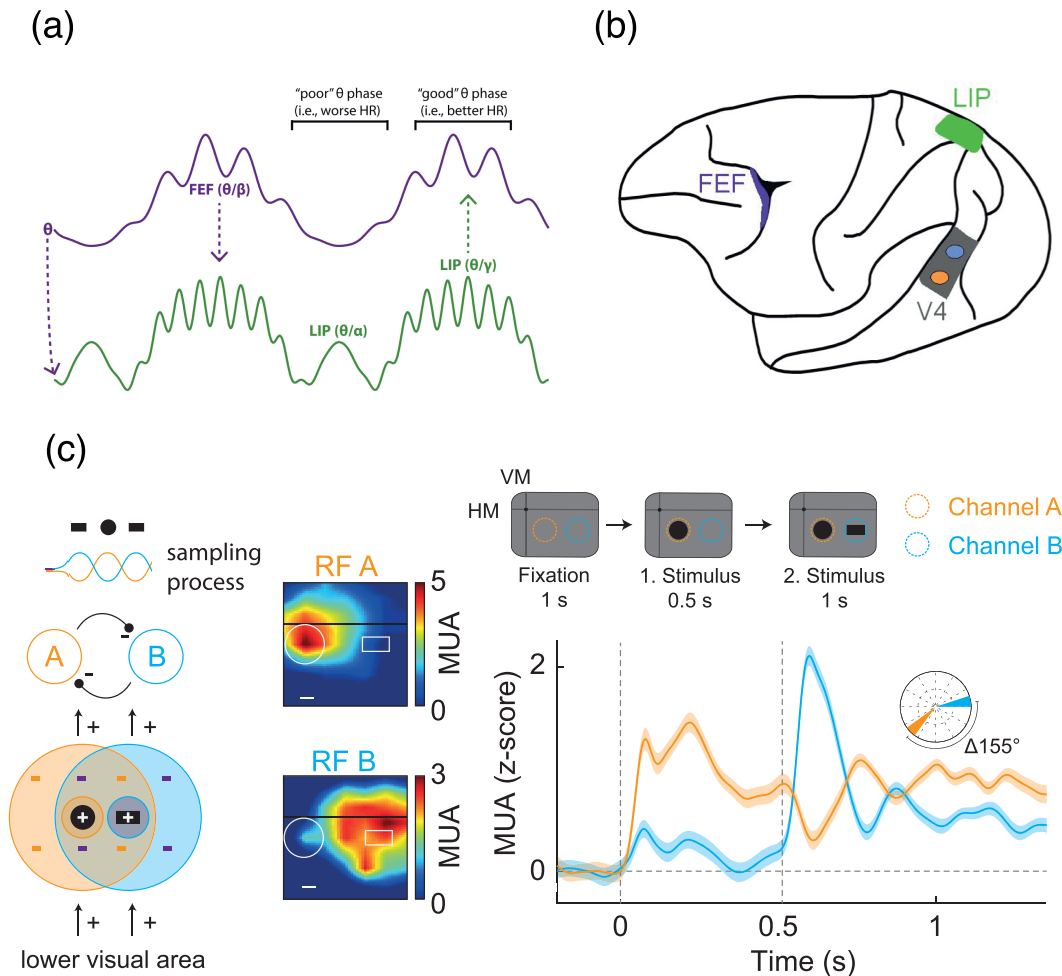 (a)
"poor" θ phase
(i.e., worse HR)
"good" θ phase
(i.e., better HR)
FEF (θ/β)
θ
LIP (θ/γ)
LIP (θ/α)
(b)
LIP
FEF
V4
(c)
sampling
process
A
B
-
-
+
+
+
+
+
+
lower visual area
RF A
5
MUA
0
RF B
3
MUA
0
VM
HM
Fixation
1 s
1. Stimulus
0.5 s
2. Stimulus
1 s
Channel A
Channel B
MUA (z-score)
2
0
Δ155°
0
0.5
1
Time (s)